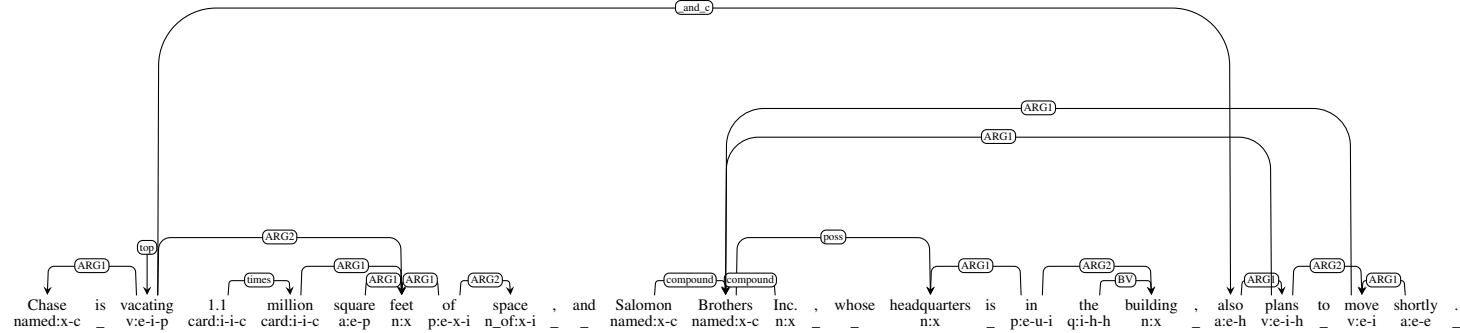 _and_c
ARG1
ARG1
top ARG2 poss
ARG1 ARG1 ARG1 ARG2
times ARG1 ARG1 ARG2 compound compound BV ARG1 ARG1
Chase is vacating 1.1 million square feet of space , and Salomon Brothers Inc. , whose headquarters is in the building , also plans to move shortly .
named:x-c _ v:e-i-p card:i-i-c card:i-i-c a:e-p n:x p:e-x-i n_of:x-i _ _ named:x-c named:x-c n:x _ _ n:x _ p:e-u-i q:i-h-h n:x _ a:e-h v:e-i-h _ v:e-i a:e-e _